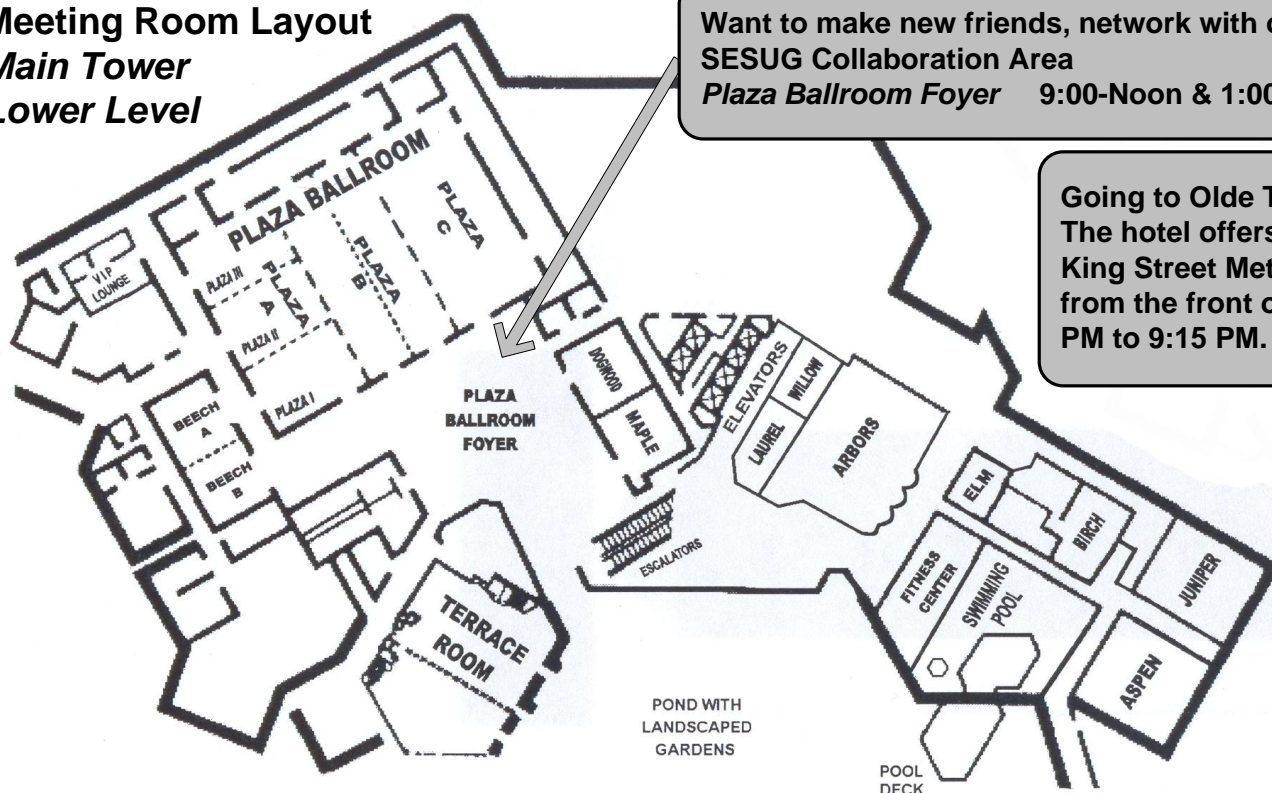 Meeting Room Layout
Main Tower
Lower Level
Want to make new friends, network with
SESUG Collaboration Area
Plaza Ballroom Foyer 9:00-Noon & 1:00
Going to Olde
The hotel offers
King Street Met
from the front
PM to 9:15 PM.
PLAZA BALLROOM
PLAZA
C
PLAZA
B
PLAZA
A
PLAZA III
PLAZA II
PLAZA I
VIP
LOUNGE
BEECH
A
BEECH
B
PLAZA
BALLROOM
FOYER
DOGWOOD
MAPLE
ELEVATORS
WILLOW
LAUREL
ARBORS
ESCALATORS
ELM
BIRCH
JUNIPER
FITNESS
CENTER
SWIMMING
POOL
ASPEN
TERRACE
ROOM
POND WITH
LANDSCAPED
GARDENS
POOL
DECK